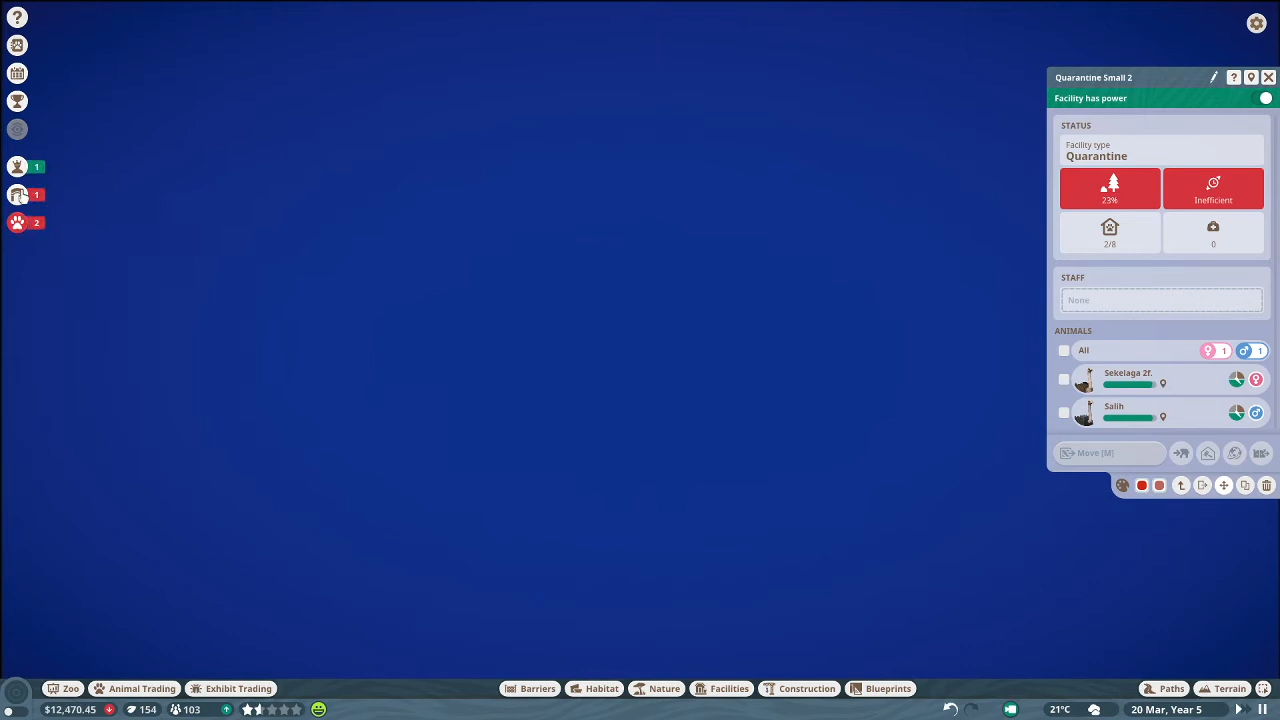 ?
Quarantine Small 2
?
Facility has power
STATUS
Facility type
Quarantine
23%
Inefficient
2/8
0
1
1
2
STAFF
None
ANIMALS
All 1 1
Sekelaga 2f.
Salih
Move [M]
Zoo Animal Trading Exhibit Trading Barriers Habitat Nature Facilities Construction Blueprints Paths Terrain
$12,470.45 154 103 21°C 20 Mar, Year 5